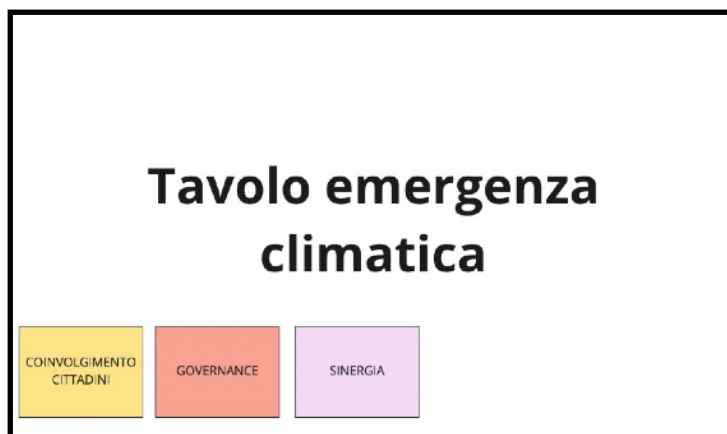 Tavolo emergenza
climatica
COINVOLGIMENTO
CITTADINI
GOVERNANCE
SINERGIA